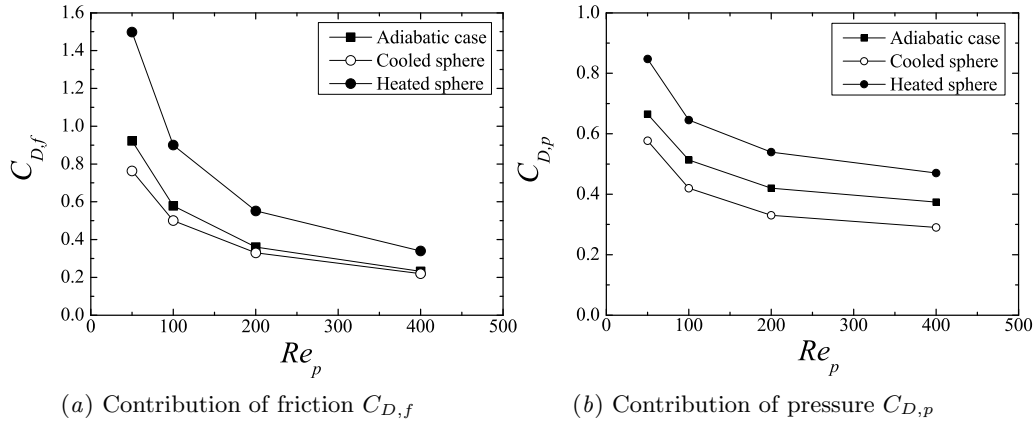 1.6
1.4
1.2
1.0
0.8
0.6
0.4
0.2
0.0
C_{D,f}
Adiabatic case
Cooled sphere
Heated sphere
0 100 200 300 400 500
Re_p
(a) Contribution of friction C_{D,f}
1.0
0.8
0.6
0.4
0.2
0.0
C_{D,p}
Adiabatic case
Cooled sphere
Heated sphere
0 100 200 300 400 500
Re_p
(b) Contribution of pressure C_{D,p}